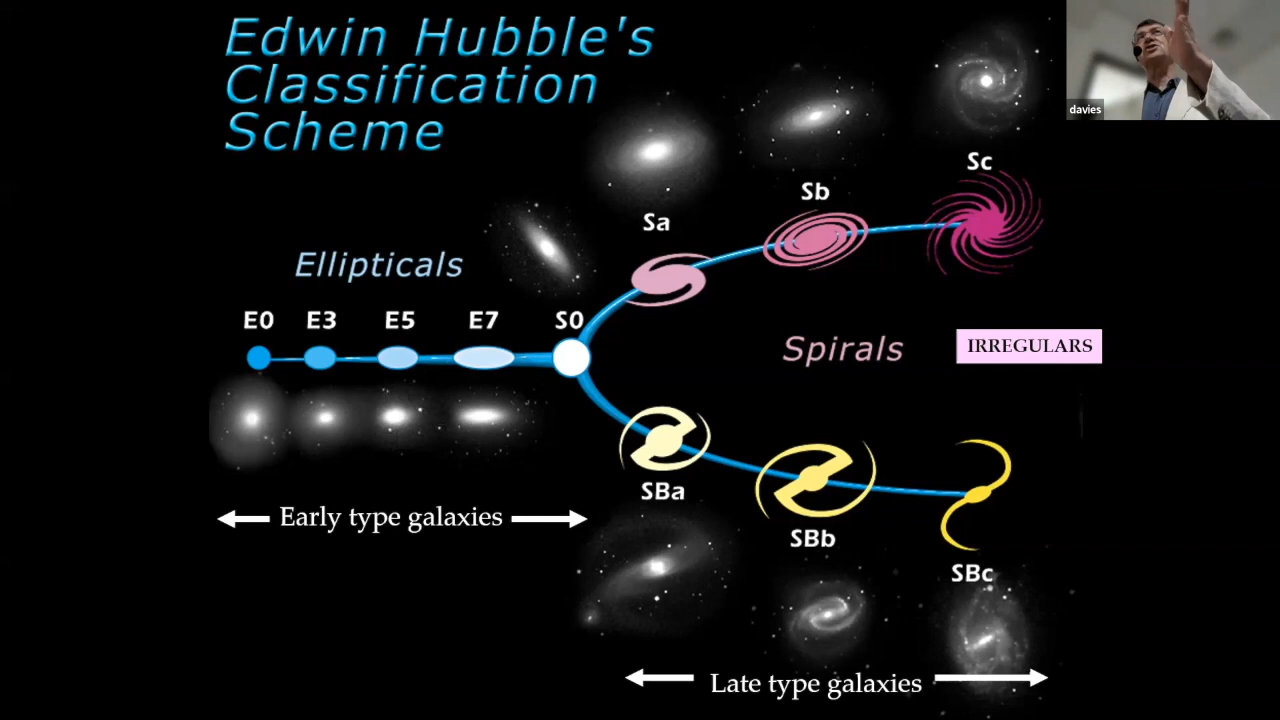 Edwin Hubble's
Classification
Scheme
davies
Sc
Sb
Sa
Ellipticals
E0 E3 E5 E7 S0
Spirals
IRREGULARS
SBa
Early type galaxies
SBb
SBc
Late type galaxies